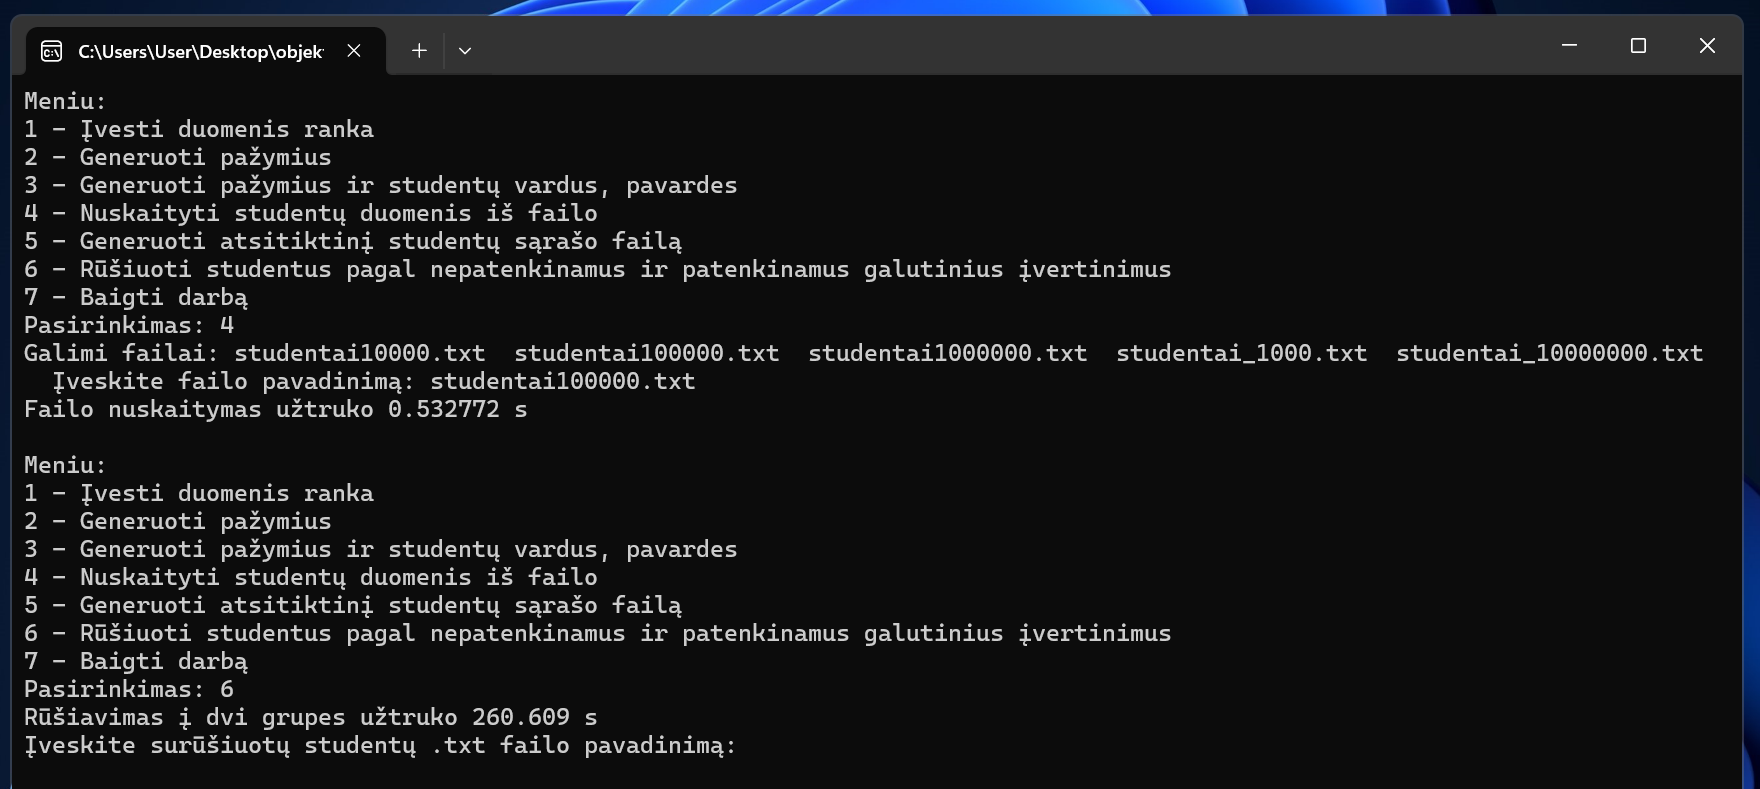 C:\Users\User\Desktop\objek
Meniu:
1 - Įvesti duomenis ranka
2 - Generuoti pažymius
3 - Generuoti pažymius ir studentų vardus, pavardes
4 - Nuskaityti studentų duomenis iš failo
5 - Generuoti atsitiktinį studentų sąrašo failą
6 - Rūšiuoti studentus pagal nepatenkinamus ir patenkinamus galutinius įvertinimus
7 - Baigti darbą
Pasirinkimas: 4
Galimi failai: studentai10000.txt  studentai100000.txt  studentai1000000.txt  studentai_1000.txt  studentai_10000000.txt
  Įveskite failo pavadinimą: studentai100000.txt
Failo nuskaitymas užtruko 0.532772 s
Meniu:
1 - Įvesti duomenis ranka
2 - Generuoti pažymius
3 - Generuoti pažymius ir studentų vardus, pavardes
4 - Nuskaityti studentų duomenis iš failo
5 - Generuoti atsitiktinį studentų sąrašo failą
6 - Rūšiuoti studentus pagal nepatenkinamus ir patenkinamus galutinius įvertinimus
7 - Baigti darbą
Pasirinkimas: 6
Rūšiavimas į dvi grupes užtruko 260.609 s
Įveskite surūšiuotų studentų .txt failo pavadinimą: